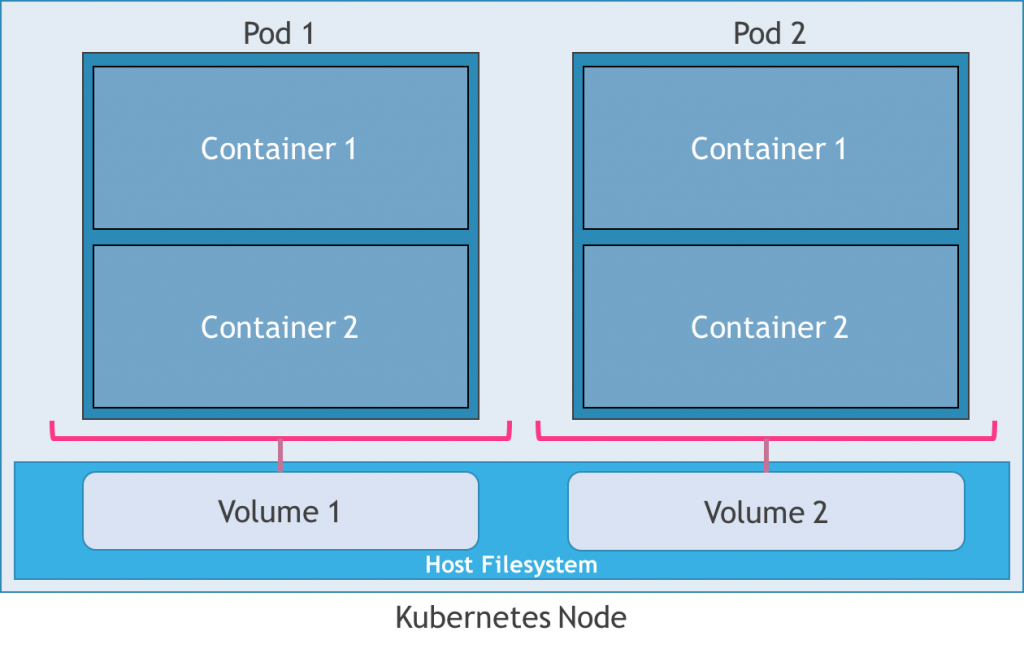 Pod 1
Pod 2
Container 1
Container 1
Container 2
Container 2
Volume 1
Volume 2
Host Filesystem
Kubernetes Node